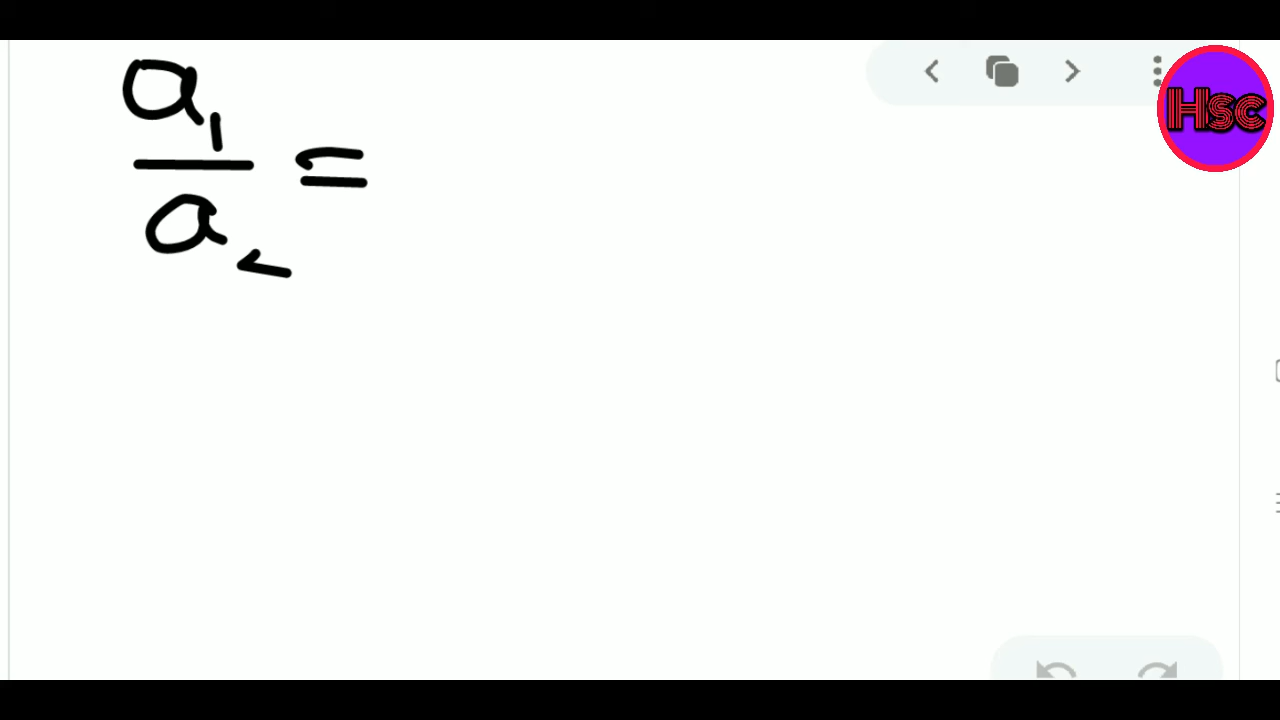 Hsc
a₁
— =
a₂